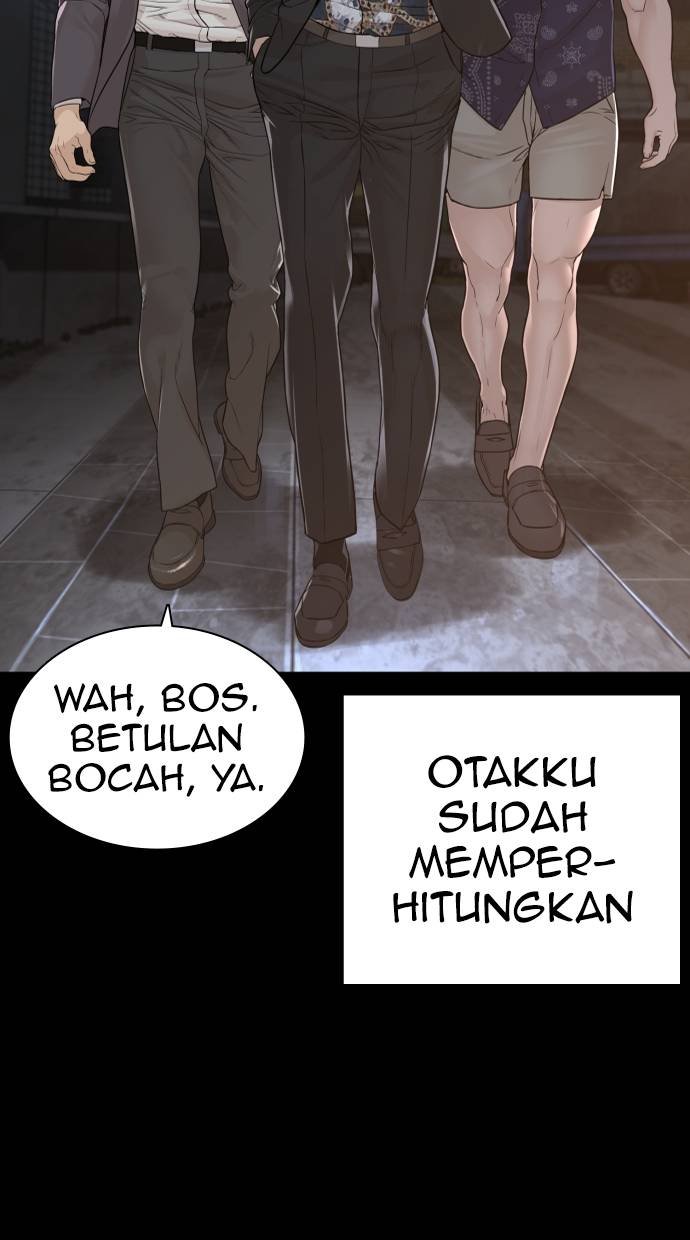 WAH, BOS.
BETULAN
BOCAH, YA.
OTAKKU
SUDAH
MEMPER-
HITUNGKAN